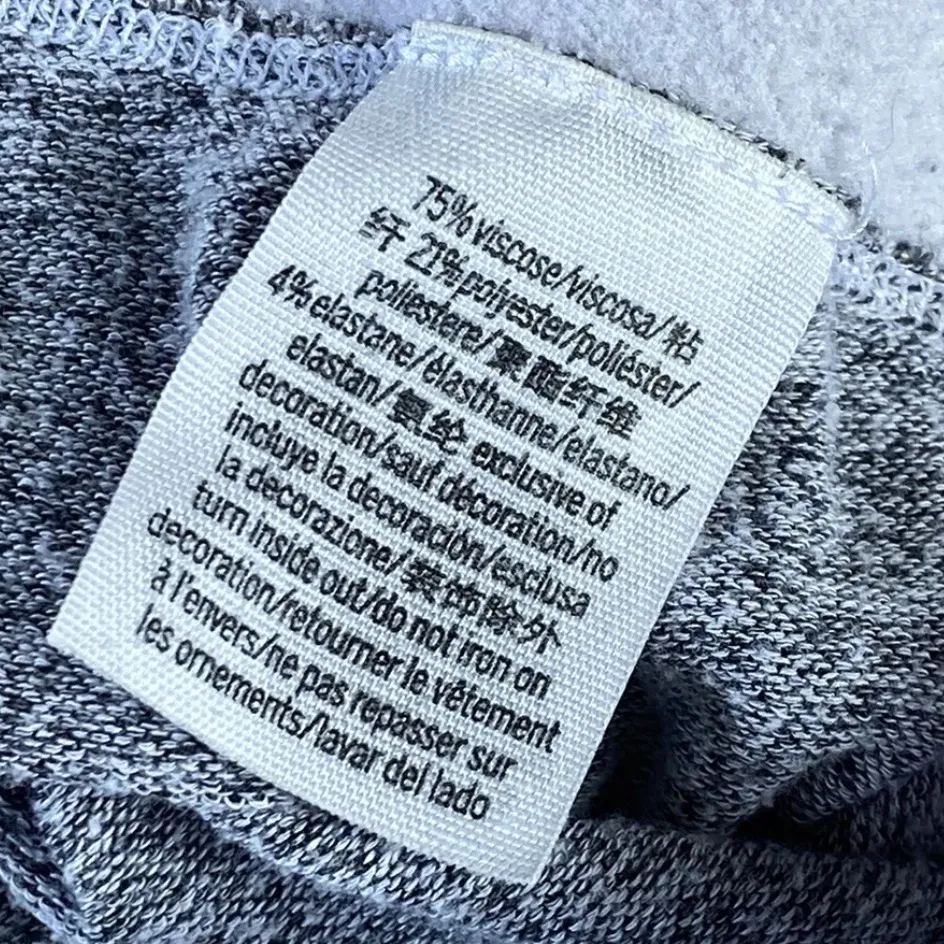 75% viscose/viscosa/粘
纤 21% polyester/poliéster/
poliestere/聚酯纤维
4% elastane/élasthanne/elastano/
elastan/氨纶 exclusive of
decoration/sauf décoration/no
incluye la decoración/esclusa
la decorazione/装饰除外
turn inside out/do not iron on
decoration/retourner le vêtement
à l'envers/ne pas repasser sur
les ornements/lavar del lado